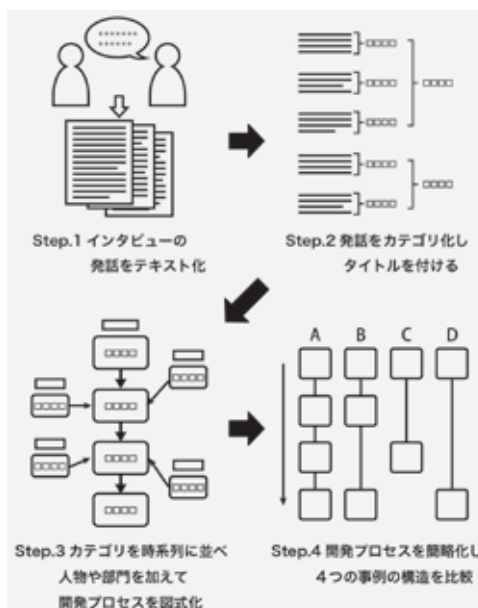 Step.1 インタビューの
発話をテキスト化
Step.2 発話をカテゴリ化し
タイトルを付ける
A B C D
Step.3 カテゴリを時系列に並べ
人物や部門を加えて
開発プロセスを図式化
Step.4 開発プロセスを簡略化し
4つの事例の構造を比較